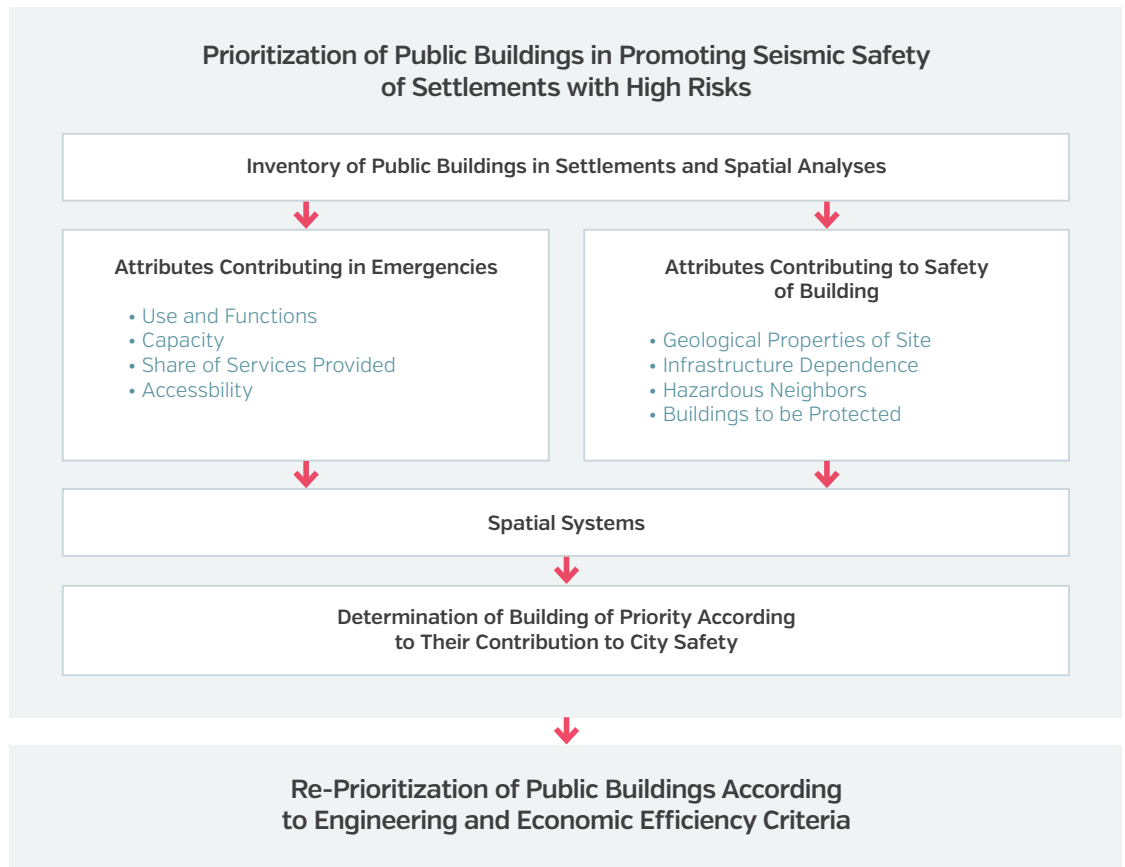 Prioritization of Public Buildings in Promoting Seismic Safety
of Settlements with High Risks
Inventory of Public Buildings in Settlements and Spatial Analyses
Attributes Contributing in Emergencies
• Use and Functions
• Capacity
• Share of Services Provided
• Accessbility
Attributes Contributing to Safety
of Building
• Geological Properties of Site
• Infrastructure Dependence
• Hazardous Neighbors
• Buildings to be Protected
Spatial Systems
Determination of Building of Priority According
to Their Contribution to City Safety
Re-Prioritization of Public Buildings According
to Engineering and Economic Efficiency Criteria